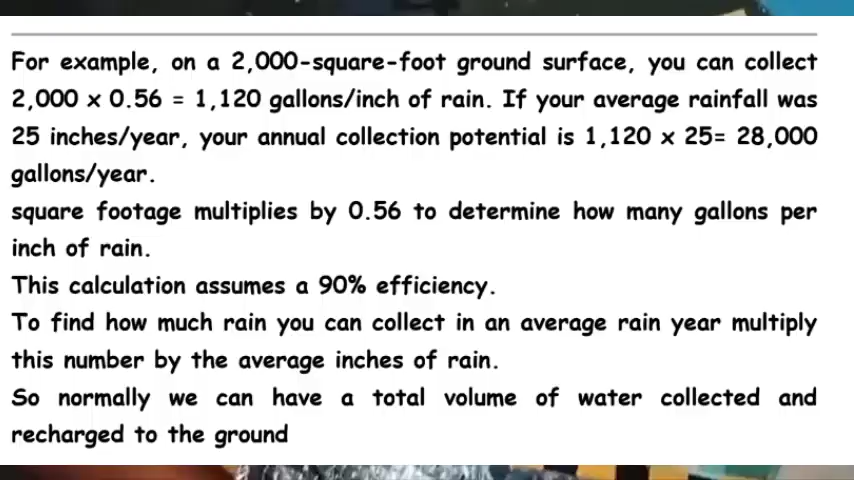 For example, on a 2,000-square-foot ground surface, you can collect
2,000 x 0.56 = 1,120 gallons/inch of rain. If your average rainfall was
25 inches/year, your annual collection potential is 1,120 x 25= 28,000
gallons/year.
square footage multiplies by 0.56 to determine how many gallons per
inch of rain.
This calculation assumes a 90% efficiency.
To find how much rain you can collect in an average rain year multiply
this number by the average inches of rain.
So normally we can have a total volume of water collected and
recharged to the ground